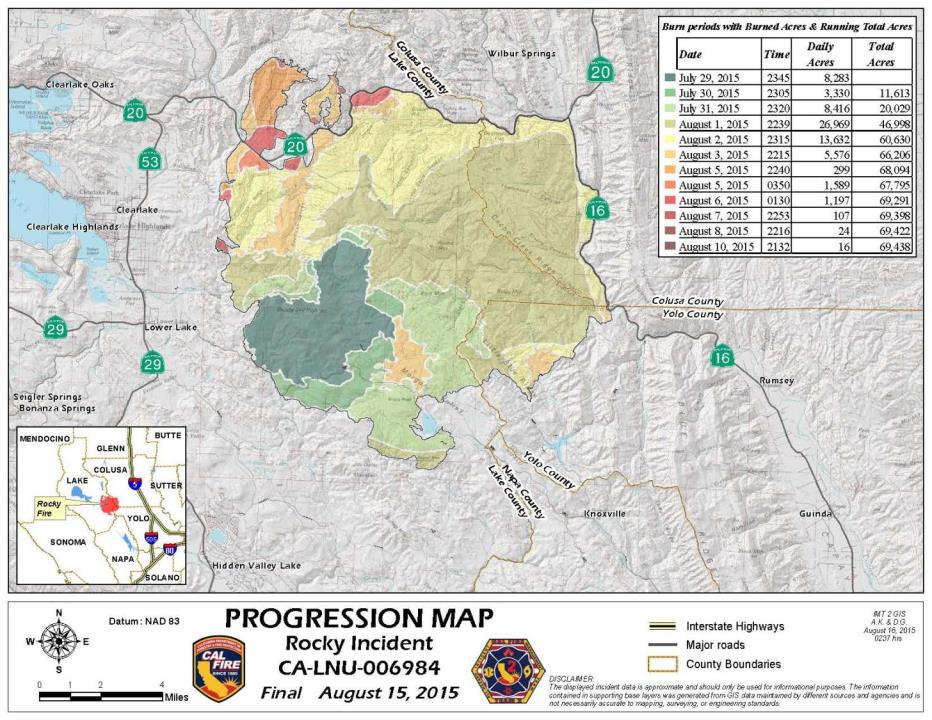 Burn periods with Burned Acres & Running Total Acres
Date Time Daily Acres Total Acres
July 29, 2015 2345 8,283
July 30, 2015 2305 3,330 11,613
July 31, 2015 2320 8,416 20,029
August 1, 2015 2239 26,969 46,998
August 2, 2015 2315 13,632 60,630
August 3, 2015 2215 5,576 66,206
August 5, 2015 2240 299 68,094
August 5, 2015 0350 1,589 67,795
August 6, 2015 0130 1,197 69,291
August 7, 2015 2253 107 69,398
August 8, 2015 2216 24 69,422
August 10, 2015 2132 16 69,438
Colusa County
Lake County
Wilbur Springs
20
Clearlake Oaks
20
20
53
Clearlake Park
Clearlake
Clearlake Highlands
16
Colusa County
Yolo County
29
Lower Lake
16
29
Rumsey
Seigler Springs
Bonanza Springs
Yolo County
Napa County
Lake County
Knoxville
Guinda
Hidden Valley Lake
MENDOCINO
BUTTE
GLENN
COLUSA
LAKE
5
SUTTER
Rocky
Fire
YOLO
505
80
SONOMA
NAPA
SOLANO
N
W E
S
Datum: NAD 83
0 1 2 4
Miles
PROGRESSION MAP
Rocky Incident
CA-LNU-006984
Final August 15, 2015
CAL
FIRE
SINCE 1885
CAL FIRE
2
Interstate Highways
Major roads
County Boundaries
IMT 2 GIS
A.K. & D.G.
August 16, 2015
0237 hrs
DISCLAIMER:
The displayed incident data is approximate and should only be used for informational purposes. The information
contained in supporting base layers was generated from GIS data maintained by different sources and agencies and is
not necessarily accurate to mapping, surveying, or engineering standards.